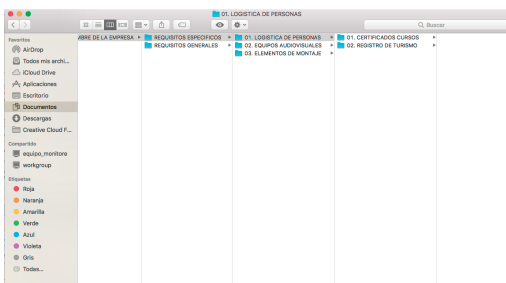 01. LOGISTICA DE PERSONAS
Buscar
Favoritos
AirDrop
Todos mis archi...
iCloud Drive
Aplicaciones
Escritorio
Documentos
Descargas
Creative Cloud F...
Compartido
equipo_monitore
workgroup
Etiquetas
Roja
Naranja
Amarilla
Verde
Azul
Violeta
Gris
Todas...
MBRE DE LA EMPRESA
REQUISITOS ESPECIFICOS
REQUISITOS GENERALES
01. LOGISTICA DE PERSONAS
02. EQUIPOS AUDIOVISUALES
03. ELEMENTOS DE MONTAJE
01. CERTIFICADOS CURSOS
02. REGISTRO DE TURISMO